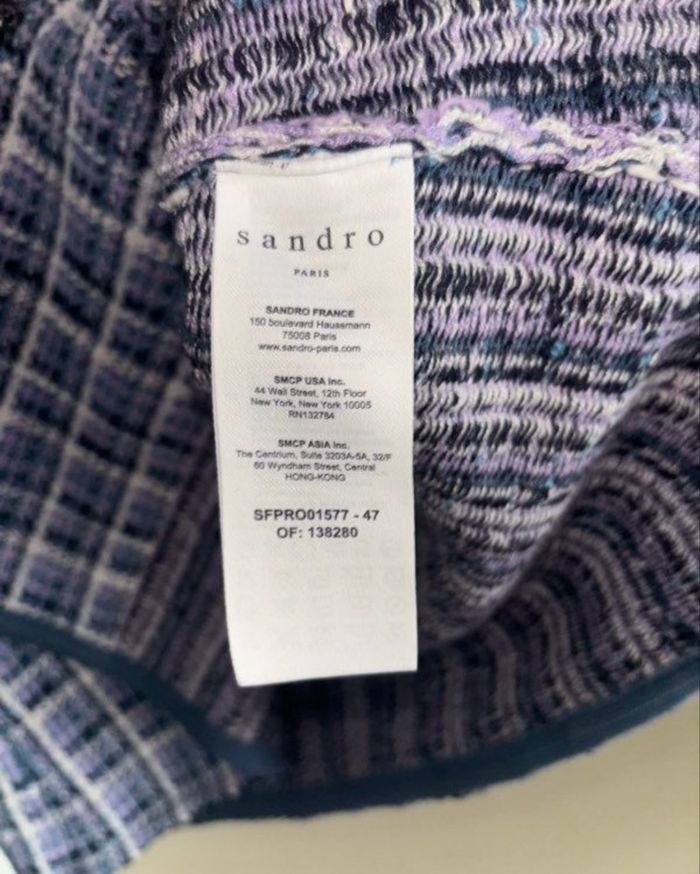 sandro
PARIS
SANDRO FRANCE
150 boulevard Haussmann
75008 Paris
www.sandro-paris.com
SMCP USA Inc.
44 Wall Street, 12th Floor
New York, New York 10005
RN132784
SMCP ASIA Inc.
The Centrium, Suite 3203A-5A, 32/F
60 Wyndham Street, Central
HONG-KONG
SFPRO01577 - 47
OF: 138280